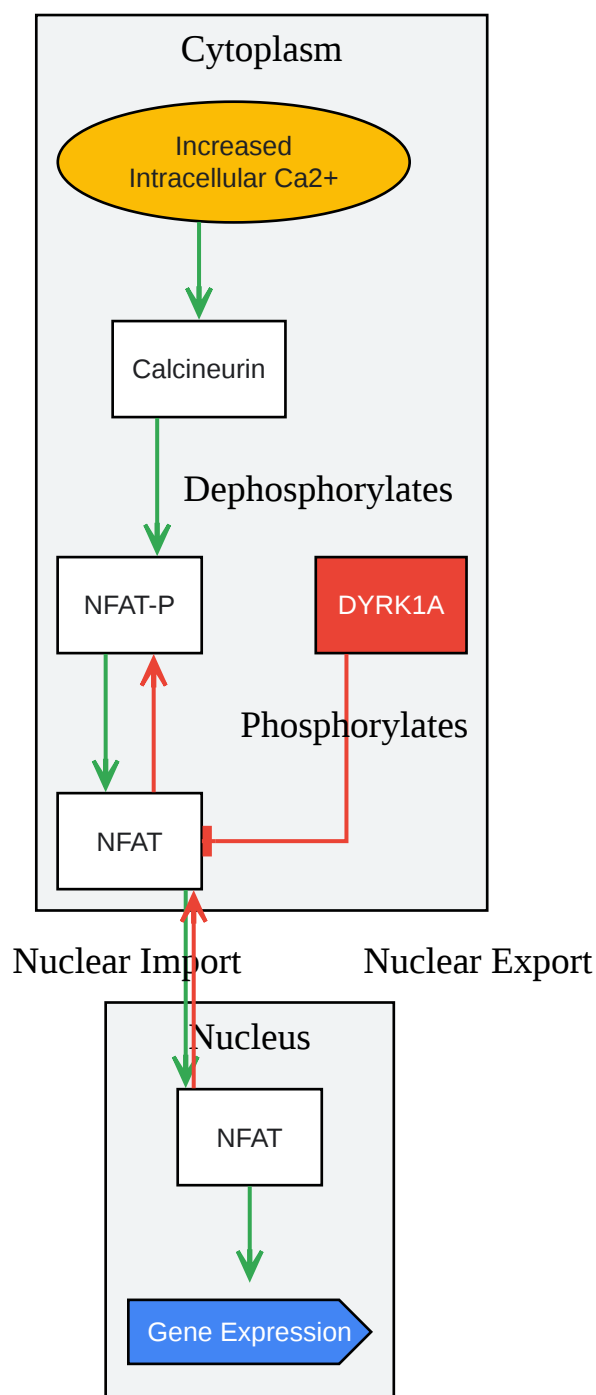 Cytoplasm
Increased
Intracellular Ca2+
Calcineurin
Dephosphorylates
NFAT-P
DYRK1A
Phosphorylates
NFAT
Nuclear Import
Nuclear Export
Nucleus
NFAT
Gene Expression